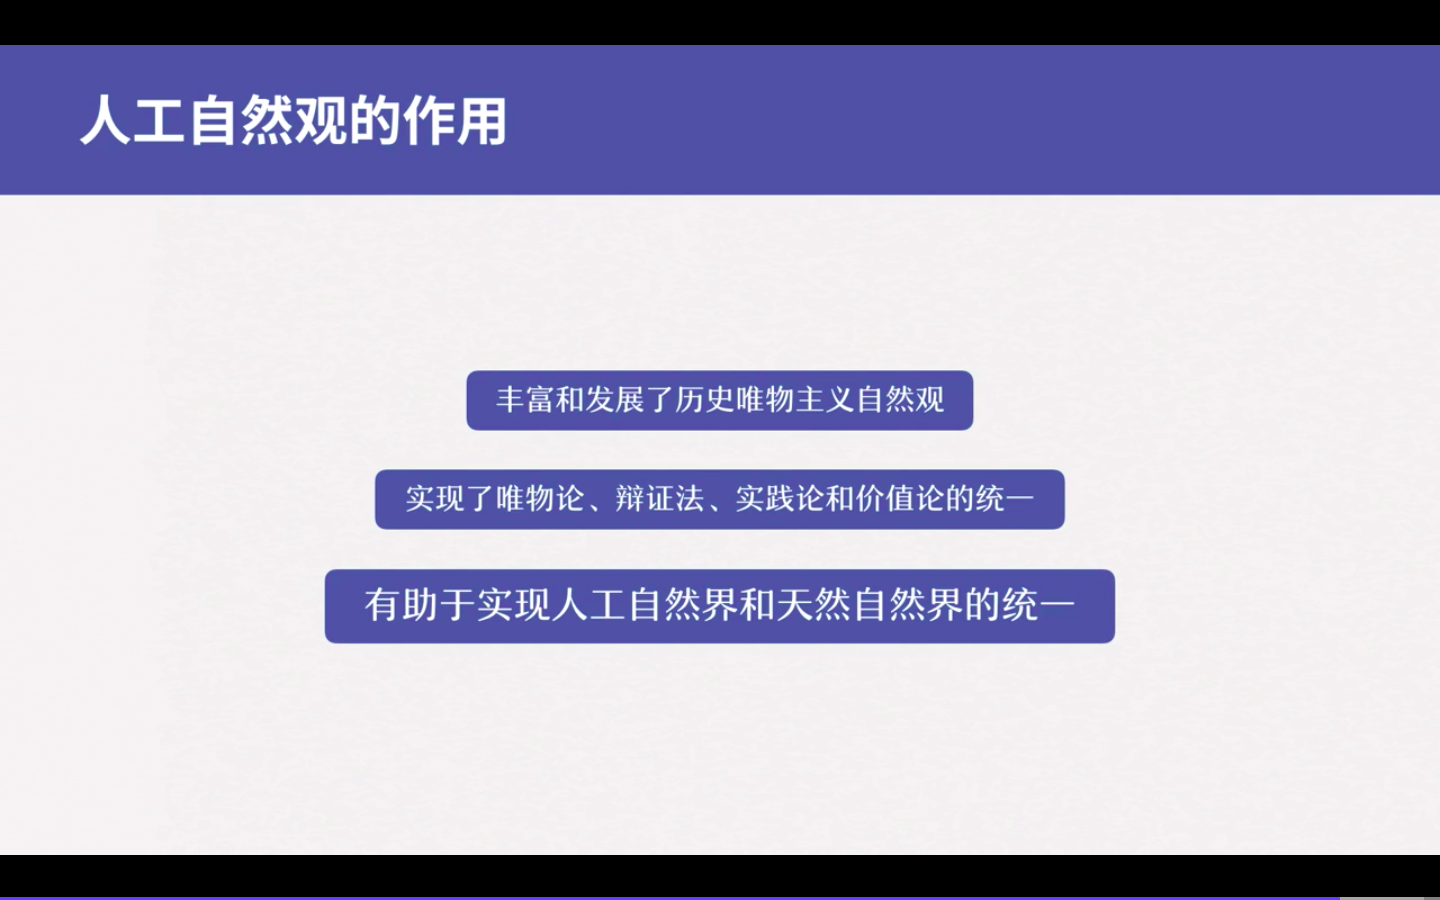 人工自然观的作用
丰富和发展了历史唯物主义自然观
实现了唯物论、辩证法、实践论和价值论的统一
有助于实现人工自然界和天然自然界的统一